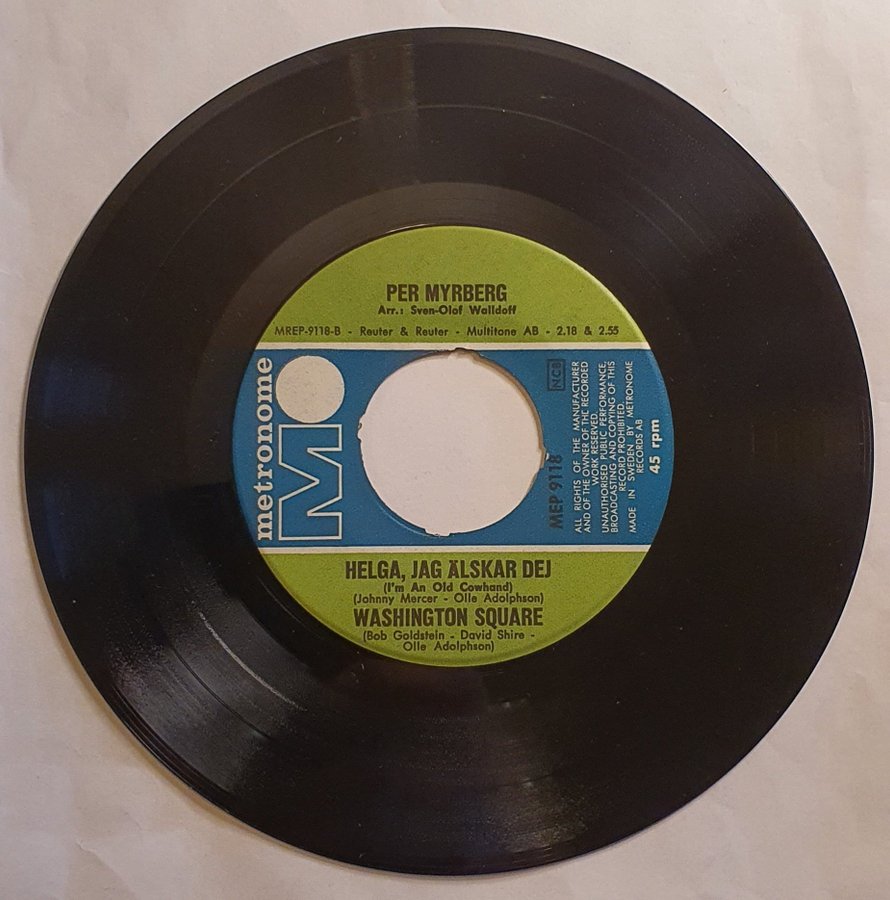 PER MYRBERG
Arr.: Sven-Olof Walldoff
MREP-9118-B - Reuter & Reuter - Multitone AB - 2.18 & 2.55
metronome
M
NCB
MEP 9118
ALL RIGHTS OF THE MANUFACTURER
AND OF THE OWNER OF THE RECORDED
WORK RESERVED.
UNAUTHORISED PUBLIC PERFORMANCE,
BROADCASTING AND COPYING OF THIS
RECORD PROHIBITED.
MADE IN SWEDEN BY METRONOME
RECORDS AB
45 rpm
HELGA, JAG ÄLSKAR DEJ
(I'm An Old Cowhand)
(Johnny Mercer - Olle Adolphson)
WASHINGTON SQUARE
(Bob Goldstein - David Shire -
Olle Adolphson)